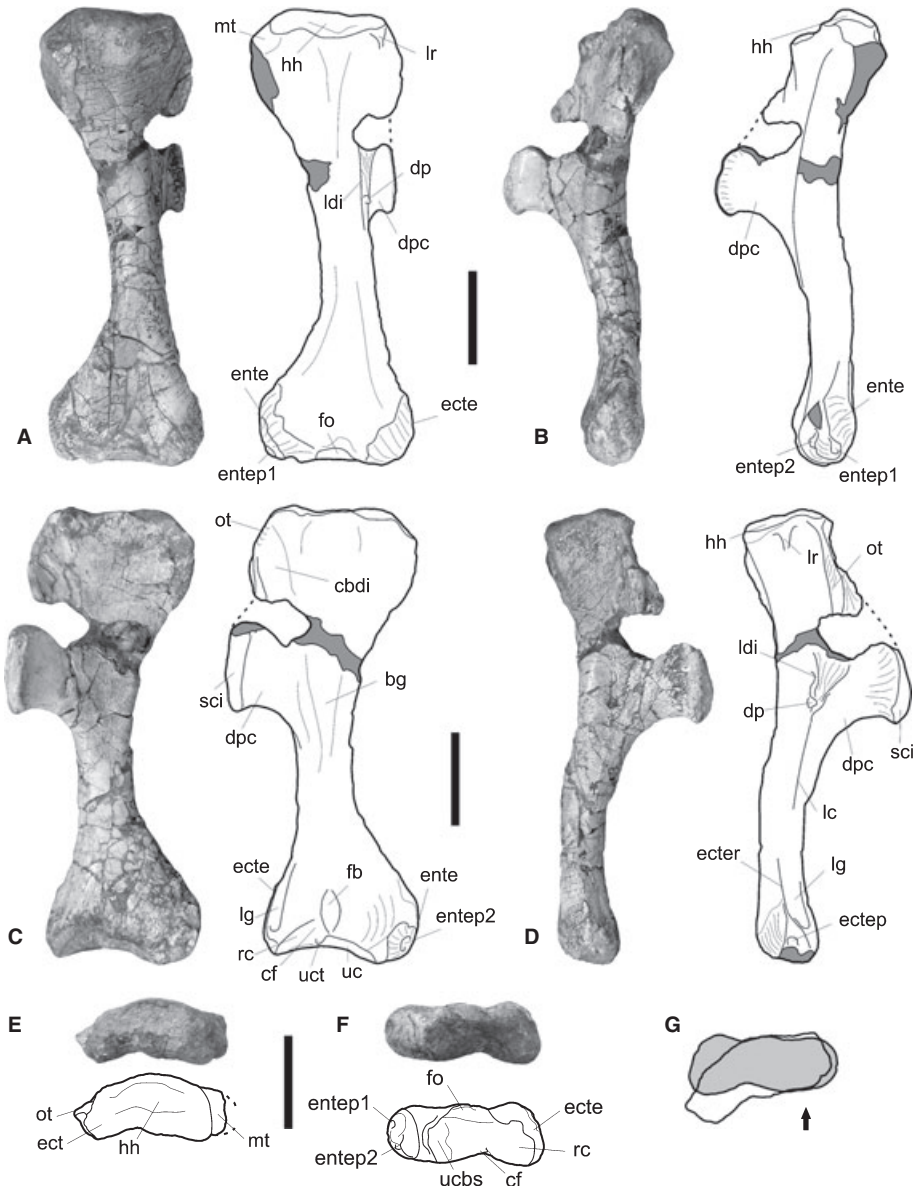 mt
hh
lr
ldi
dp
dpc
ente
fo
ecte
entep1
A
hh
dpc
ente
entep2
entep1
B
ot
cbdi
sci
dpc
bg
ecte
fb
ente
lg
entep2
rc
cf
uct
uc
C
hh
lr
ot
ldi
dp
sci
dpc
lc
ecter
lg
ectep
D
E
ot
ect
hh
mt
F
fo
entep1
ecte
entep2
rc
ucbs
cf
G